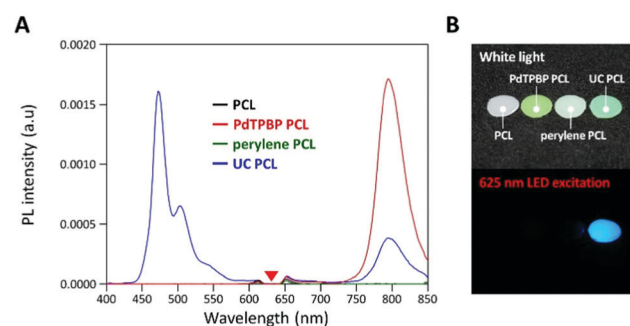 A
B
0.0020
0.0015
0.0010
0.0005
0.0000
PL intensity (a.u)
PCL
PdTPBP PCL
perylene PCL
UC PCL
400 450 500 550 600 650 700 750 800 850
Wavelength (nm)
White light
PdTPBP PCL UC PCL
PCL perylene PCL
625 nm LED excitation